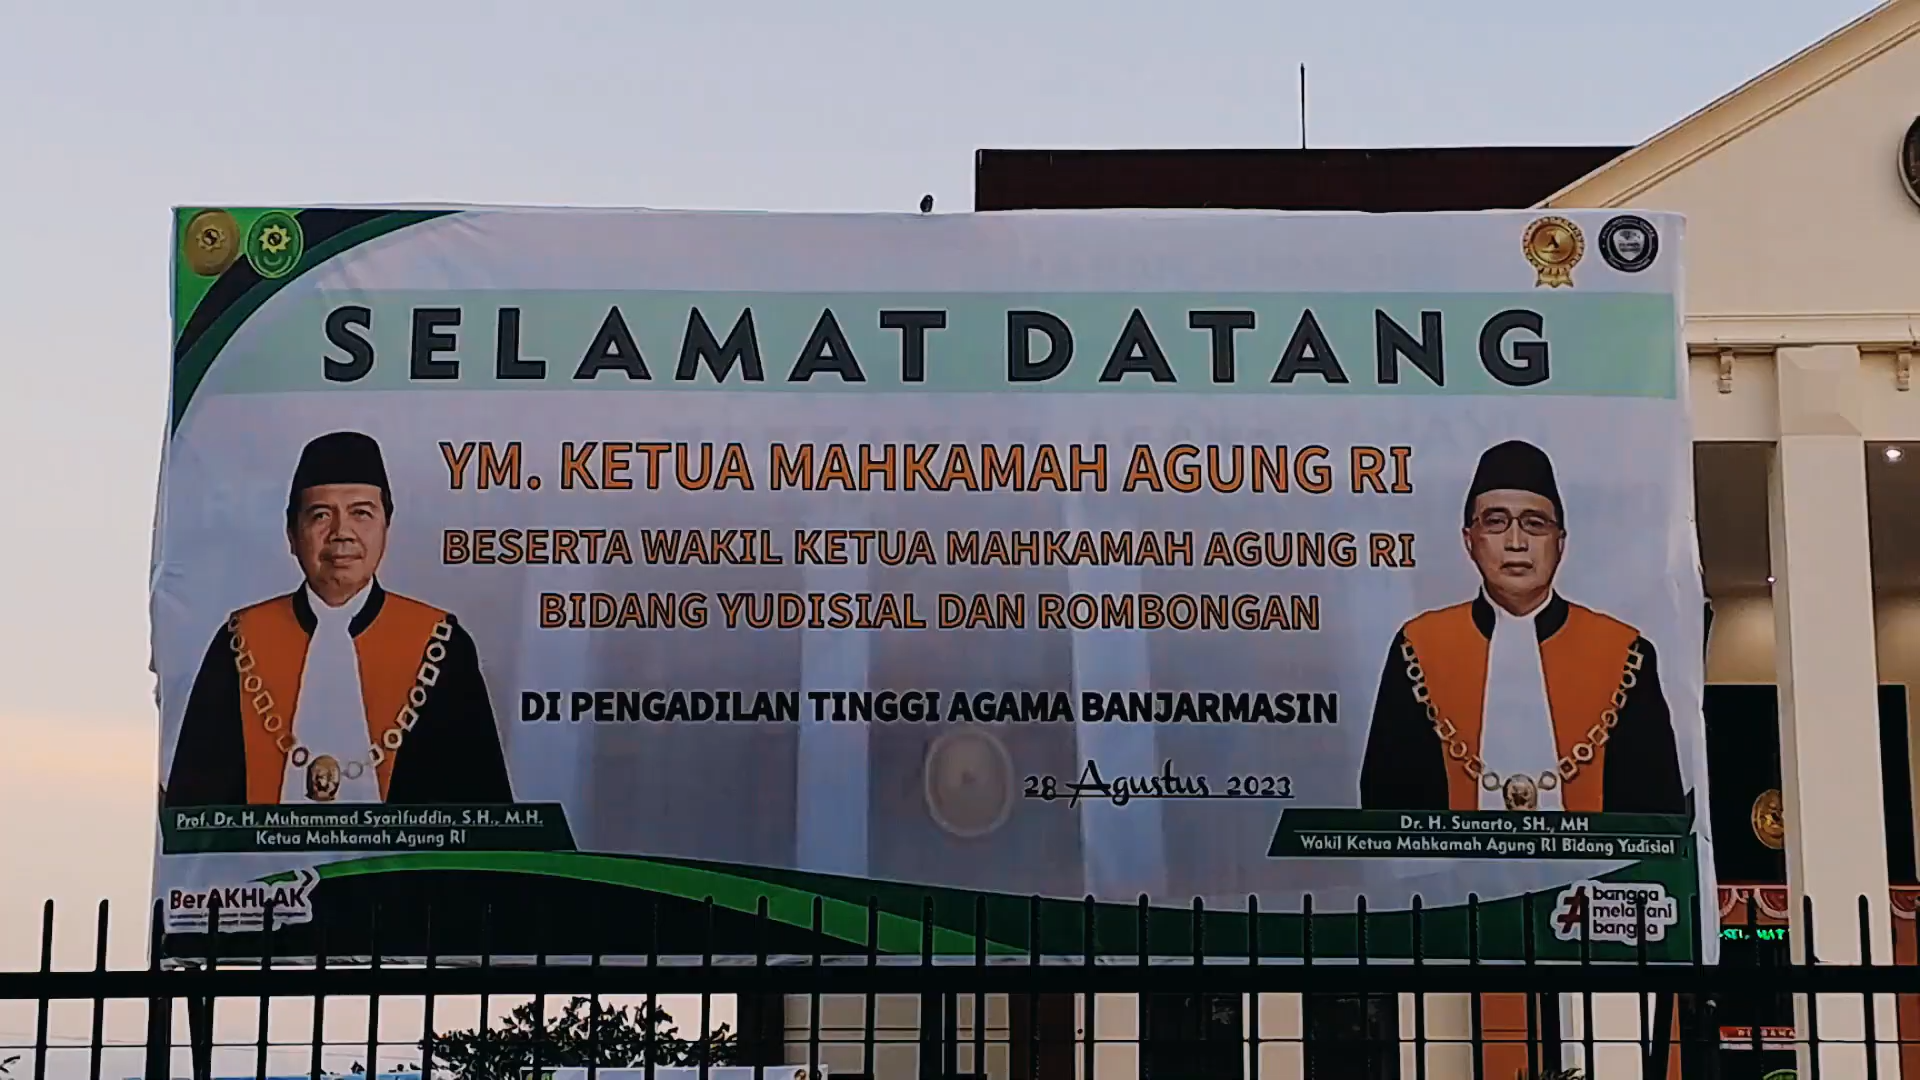 SELAMAT DATANG
YM. KETUA MAHKAMAH AGUNG RI
BESERTA WAKIL KETUA MAHKAMAH AGUNG RI
BIDANG YUDISIAL DAN ROMBONGAN
DI PENGADILAN TINGGI AGAMA BANJARMASIN
28 Agustus 2023
Prof. Dr. H. Muhammad Syarifuddin, S.H., M.H.
Ketua Mahkamah Agung RI
Dr. H. Sunarto, SH., MH
Wakil Ketua Mahkamah Agung RI Bidang Yudisial
BerAKHLAK
# bangga
melayani
bangsa
SELAMAT